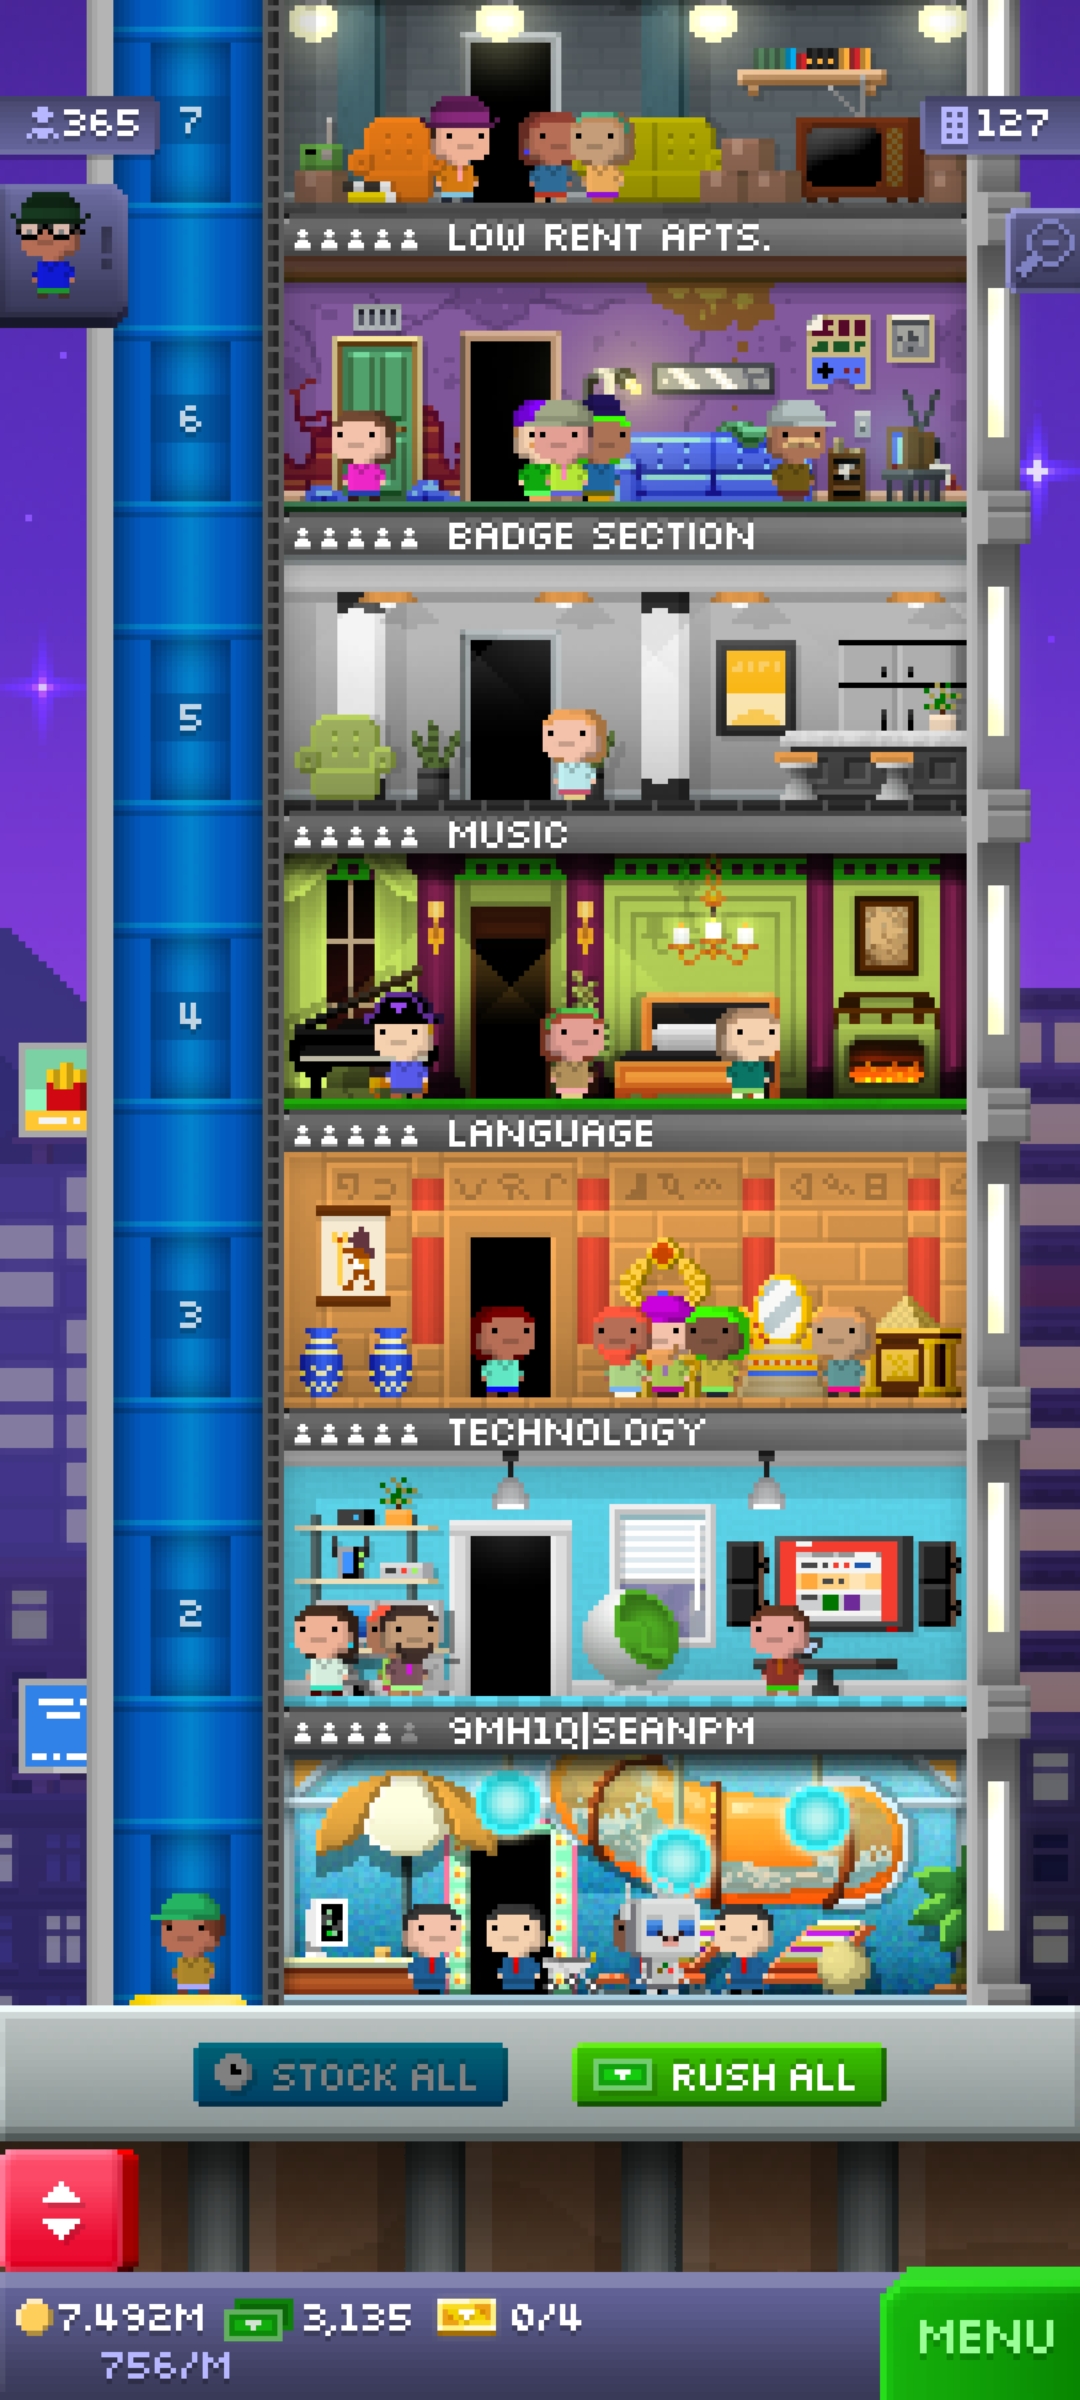 365
7
127
LOW RENT APTS.
6
BADGE SECTION
5
MUSIC
4
LANGUAGE
3
TECHNOLOGY
2
9MH1Q|SEANPM
STOCK ALL
RUSH ALL
7.492M
3,135
0/4
756/M
MENU